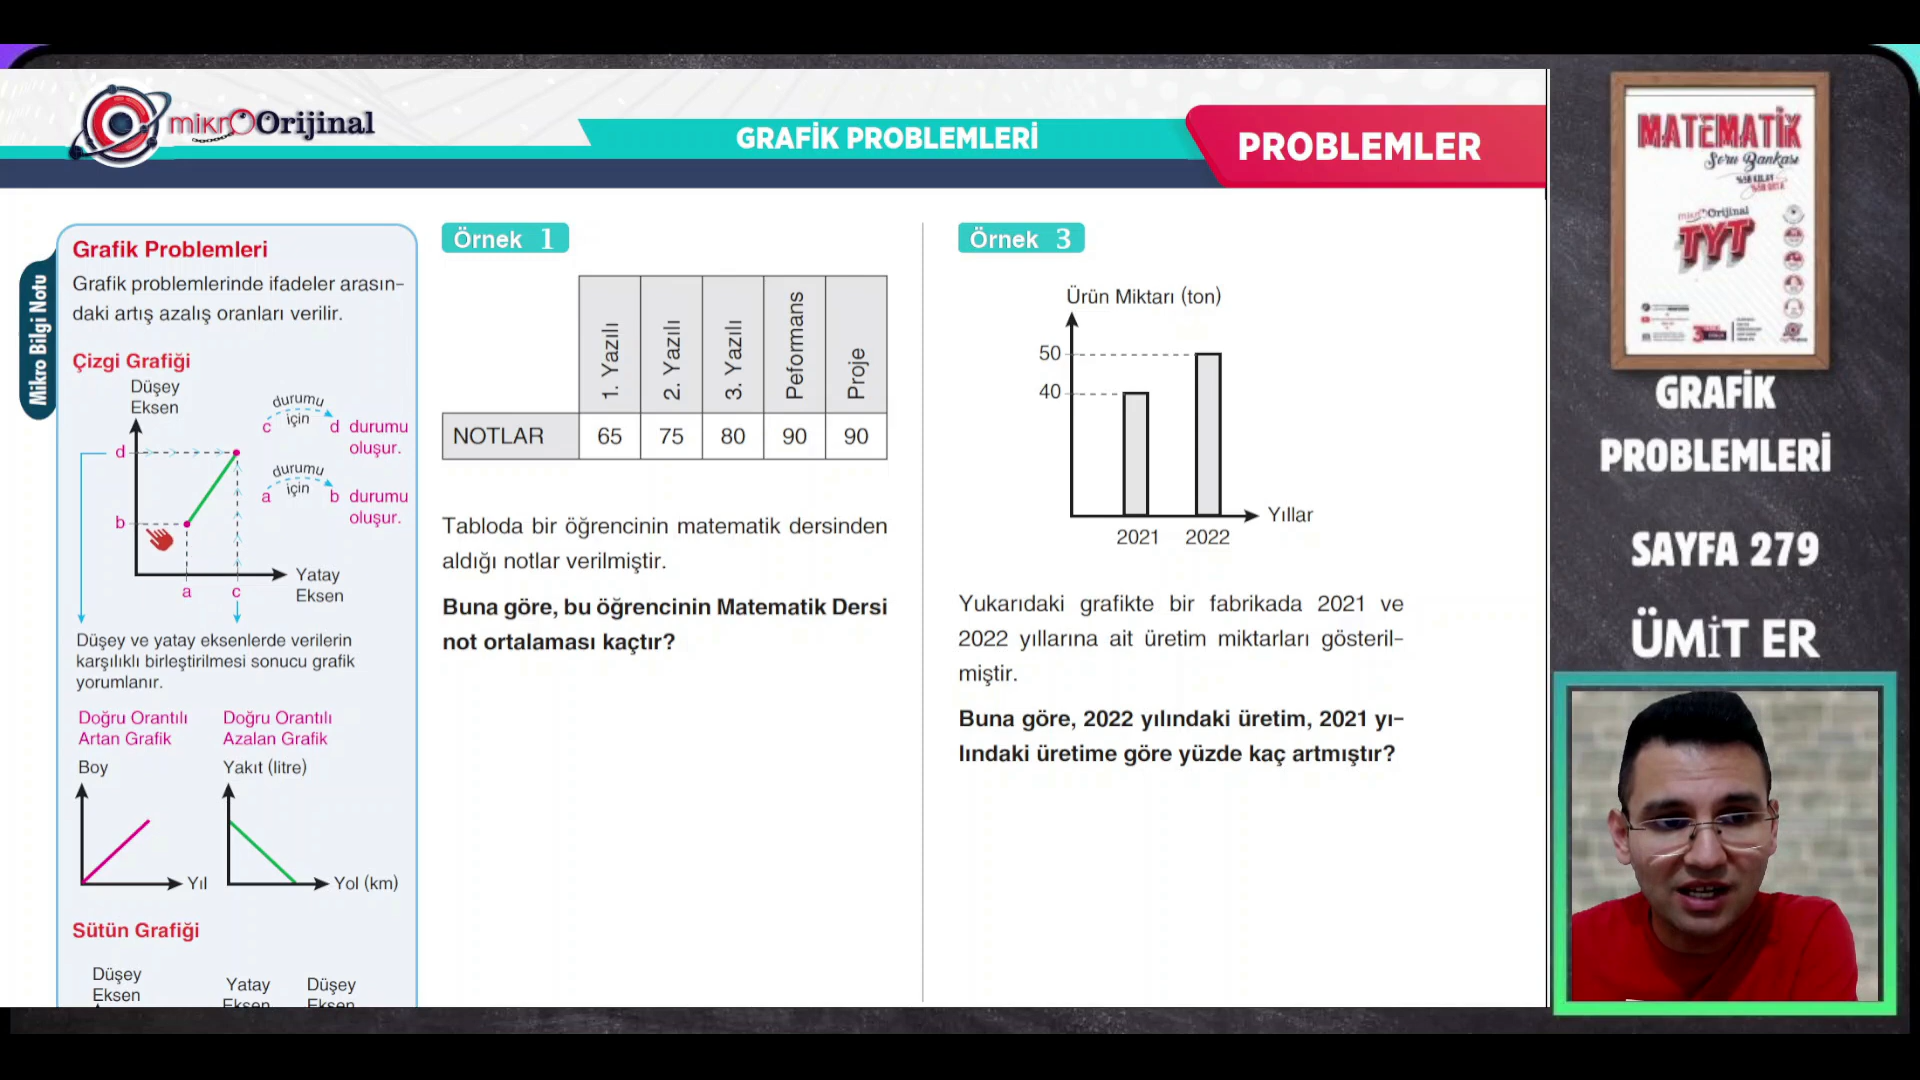 mikrOrijinal
GRAFİK PROBLEMLERİ
PROBLEMLER
Mikro Bilgi Notu
Grafik Problemleri
Grafik problemlerinde ifadeler arasın-
daki artış azalış oranları verilir.
Çizgi Grafiği
Düşey
Eksen
d
b
a
c
Yatay
Eksen
c durumu için d durumu
oluşur.
a durumu için b durumu
oluşur.
Düşey ve yatay eksenlerde verilerin
karşılıklı birleştirilmesi sonucu grafik
yorumlanır.
Doğru Orantılı
Artan Grafik
Boy
Yıl
Doğru Orantılı
Azalan Grafik
Yakıt (litre)
Yol (km)
Sütün Grafiği
Düşey
Eksen
Yatay
Eksen
Düşey
Eksen
Örnek 1
1. Yazılı
2. Yazılı
3. Yazılı
Peformans
Proje
NOTLAR 65 75 80 90 90
Tabloda bir öğrencinin matematik dersinden
aldığı notlar verilmiştir.
Buna göre, bu öğrencinin Matematik Dersi
not ortalaması kaçtır?
Örnek 3
Ürün Miktarı (ton)
50
40
Yıllar
2021 2022
Yukarıdaki grafikte bir fabrikada 2021 ve
2022 yıllarına ait üretim miktarları gösteril-
miştir.
Buna göre, 2022 yılındaki üretim, 2021 yı-
lındaki üretime göre yüzde kaç artmıştır?
MATEMATİK
Soru Bankası
mikrOrijinal
TYT
GRAFİK
PROBLEMLERİ
SAYFA 279
ÜMİT ER